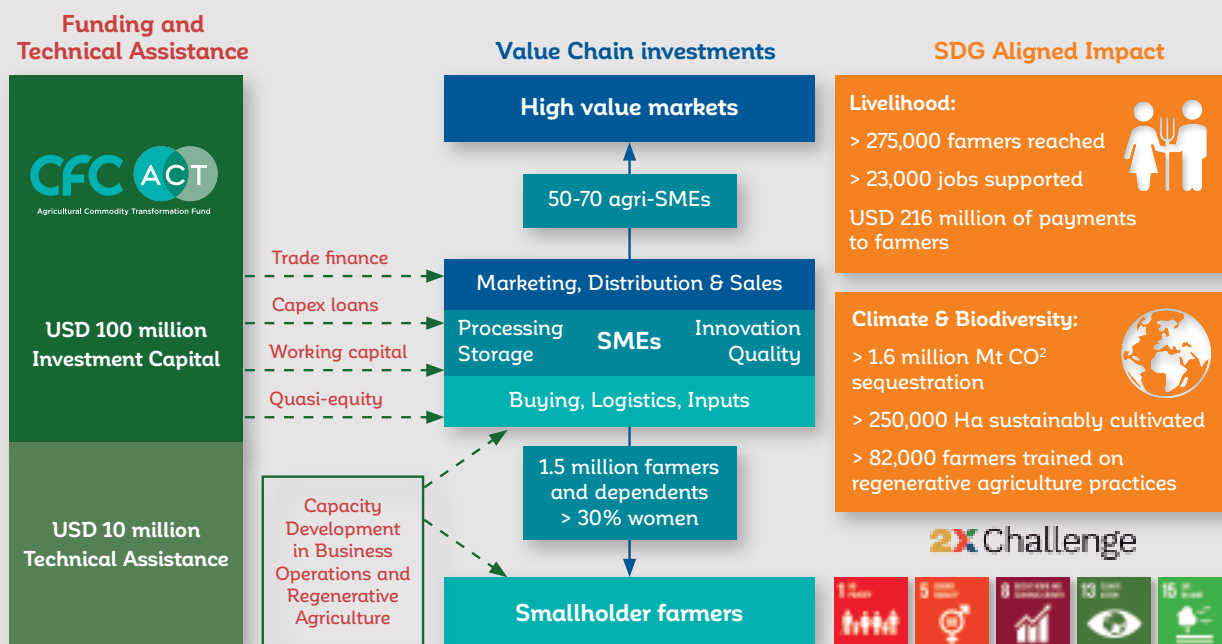 Funding and
Technical Assistance
CFC ACT
Agricultural Commodity Transformation Fund
USD 100 million
Investment Capital
USD 10 million
Technical Assistance
Trade finance
Capex loans
Working capital
Quasi-equity
Capacity
Development
in Business
Operations and
Regenerative
Agriculture
Value Chain investments
High value markets
50-70 agri-SMEs
Marketing, Distribution & Sales
Processing
Storage
SMEs
Innovation
Quality
Buying, Logistics, Inputs
1.5 million farmers
and dependents
> 30% women
Smallholder farmers
SDG Aligned Impact
Livelihood:
> 275,000 farmers reached
> 23,000 jobs supported
USD 216 million of payments
to farmers
Climate & Biodiversity:
> 1.6 million Mt CO²
sequestration
> 250,000 Ha sustainably cultivated
> 82,000 farmers trained on
regenerative agriculture practices
2X Challenge
1
5
8
13
15